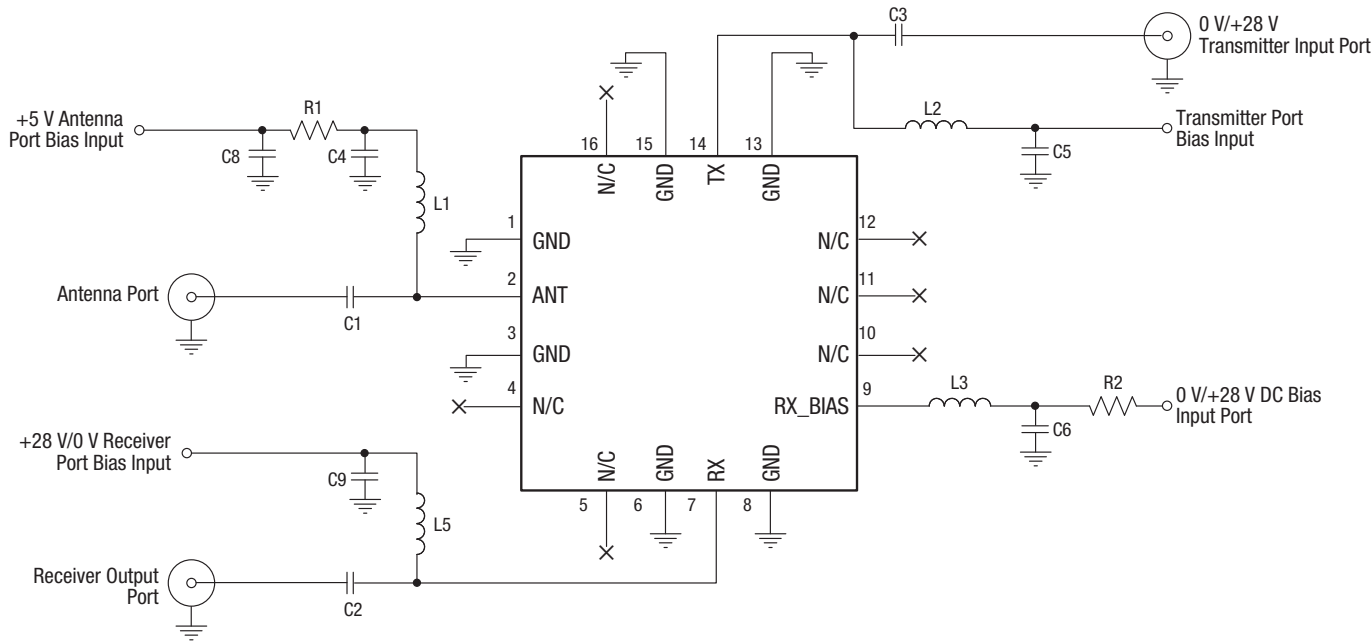 C3
0 V/+28 V
Transmitter Input Port
+5 V Antenna
Port Bias Input
R1
C8
C4
L1
L2
C5
Transmitter Port
Bias Input
16
15
14
13
N/C
GND
TX
GND
1
GND
2
ANT
3
GND
4
N/C
12
N/C
11
N/C
10
N/C
9
RX_BIAS
Antenna Port
C1
L3
R2
C6
0 V/+28 V DC Bias
Input Port
+28 V/0 V Receiver
Port Bias Input
C9
L5
N/C
GND
RX
GND
5
6
7
8
Receiver Output
Port
C2